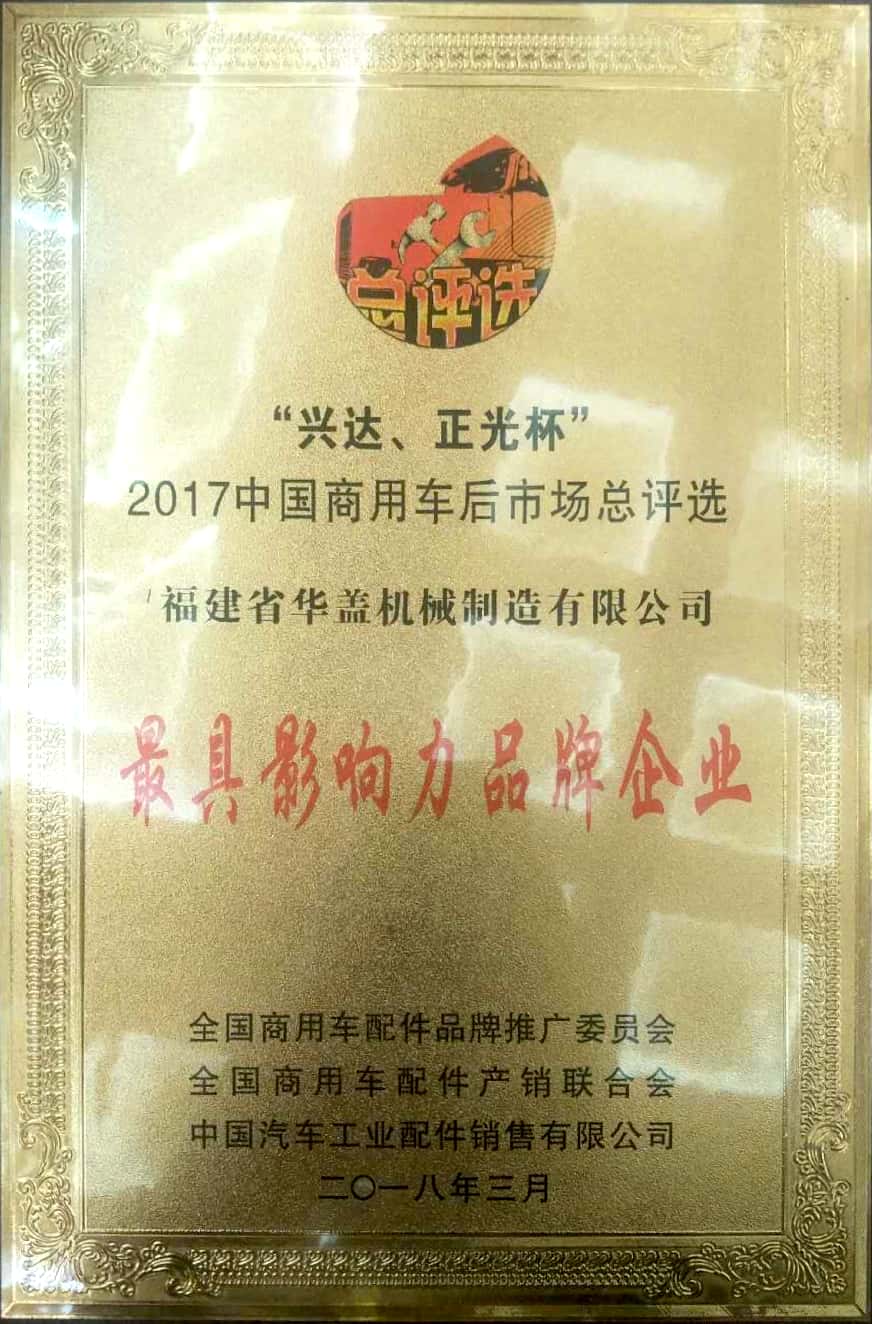 总评选
“兴达、正光杯”
2017中国商用车后市场总评选
福建省华盖机械制造有限公司
最具影响力品牌企业
全国商用车配件品牌推广委员会
全国商用车配件产销联合会
中国汽车工业配件销售有限公司
二〇一八年三月